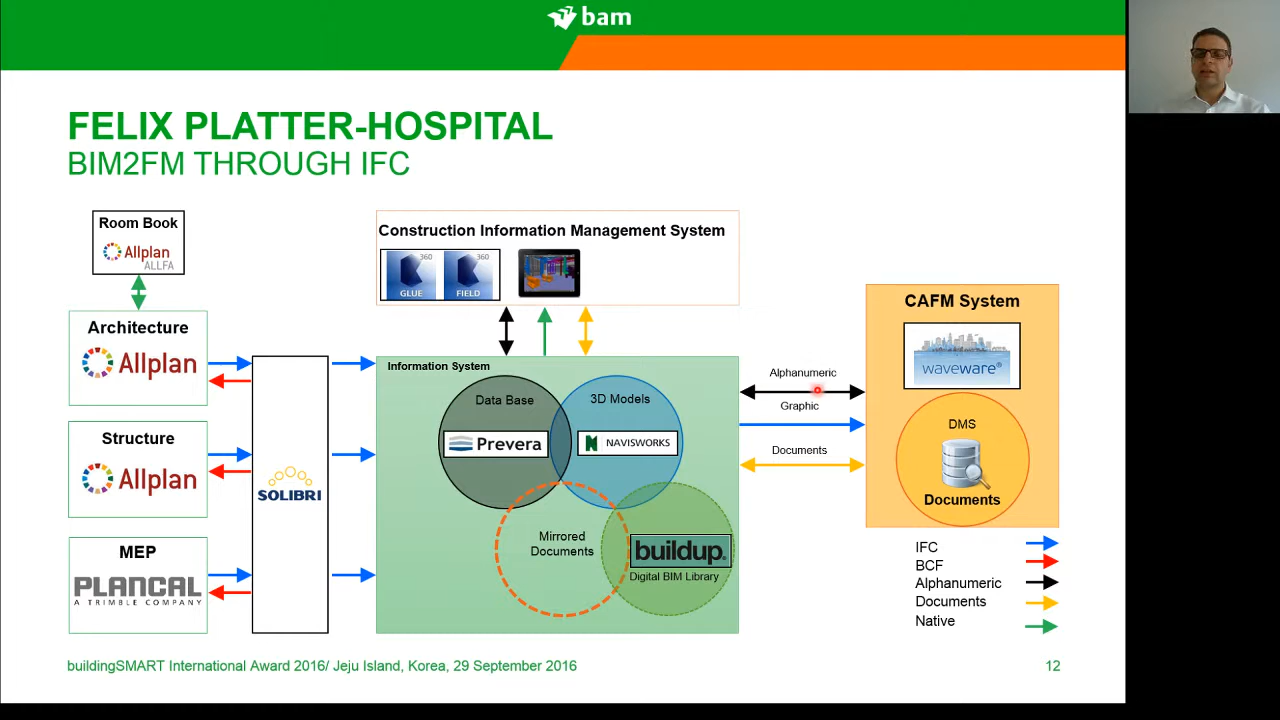 bam
FELIX PLATTER-HOSPITAL
BIM2FM THROUGH IFC
Room Book
Allplan
ALLFA
Architecture
Allplan
Structure
Allplan
MEP
PLANCAL
A TRIMBLE COMPANY
SOLIBRI
Construction Information Management System
360
GLUE
360
FIELD
Information System
Data Base
Prevera
3D Models
NAVISWORKS
Mirrored
Documents
buildup.
Digital BIM Library
Alphanumeric
Graphic
Documents
CAFM System
waveware®
DMS
Documents
IFC
BCF
Alphanumeric
Documents
Native
buildingSMART International Award 2016/ Jeju Island, Korea, 29 September 2016
12